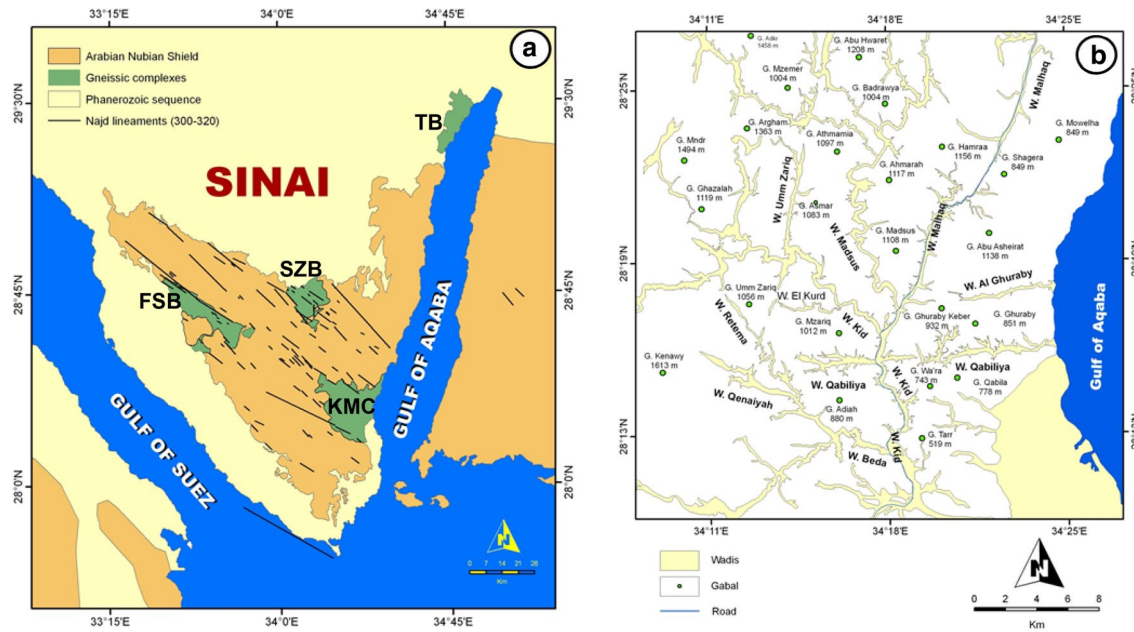 33°15'
34°0'
34°45'
a
Arabian Nubian Shield
Gneissic complexes
Phanerozoic sequence
Najd lineaments (300-320)
29°30'N
29°30'N
TB
SINAI
SZB
FSB
28°45'N
28°45'N
KMC
GULF OF AQABA
GULF OF SUEZ
28°0'N
28°0'N
N
0 7 14 21 28
Km
33°15'E
34°0'E
34°45'E
34°11'E
34°18'E
34°25'E
b
G. Adkr
1458 m
G. Abu Hwaret
1208 m
W. Malhaq
G. Mzemer
1004 m
28°25'N
G. Badrawya
1004 m
G. Argham
1363 m
G. Athmamia
1097 m
G. Mowelha
849 m
G. Mndr
1494 m
G. Hamraa
1156 m
G. Shagera
849 m
W. Umm Zariq
G. Ahmarah
1117 m
G. Ghazalah
1119 m
G. Asmar
1083 m
W. Malhaq
W. Madsus
G. Madsus
1108 m
G. Abu Asheirat
1138 m
28°19'N
W. Al Ghuraby
G. Umm Zariq
1056 m
W. El Kurd
W. Retema
G. Ghuraby Keber
932 m
G. Ghuraby
851 m
W. Kid
G. Mzariq
1012 m
Gulf of Aqaba
G. Kenawy
1613 m
G. Wa'ra
743 m
W. Qabiliya
W. Kid
W. Qabiliya
G. Qabila
778 m
W. Qenaiyah
G. Adiah
880 m
28°13'N
G. Tarr
519 m
W. Kid
W. Beda
34°11'E
34°18'E
34°25'E
Wadis
Gabal
Road
N
0 2 4 6 8
Km